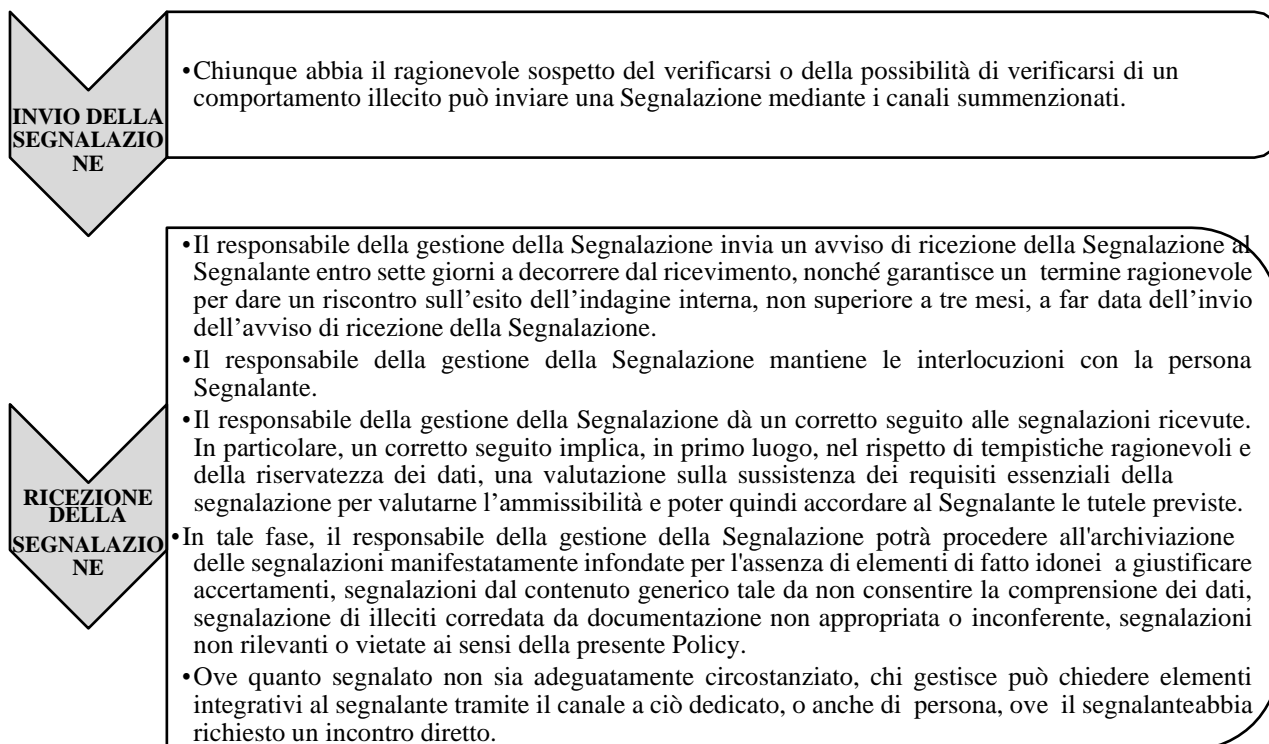 INVIO DELLA
SEGNALAZIO
NE
•Chiunque abbia il ragionevole sospetto del verificarsi o della possibilità di verificarsi di un
comportamento illecito può inviare una Segnalazione mediante i canali summenzionati.
RICEZIONE
DELLA
SEGNALAZIO
NE
•Il responsabile della gestione della Segnalazione invia un avviso di ricezione della Segnalazione al
Segnalante entro sette giorni a decorrere dal ricevimento, nonché garantisce un termine ragionevole
per dare un riscontro sull’esito dell’indagine interna, non superiore a tre mesi, a far data dell’invio
dell’avviso di ricezione della Segnalazione.
•Il responsabile della gestione della Segnalazione mantiene le interlocuzioni con la persona
Segnalante.
•Il responsabile della gestione della Segnalazione dà un corretto seguito alle segnalazioni ricevute.
In particolare, un corretto seguito implica, in primo luogo, nel rispetto di tempistiche ragionevoli e
della riservatezza dei dati, una valutazione sulla sussistenza dei requisiti essenziali della
segnalazione per valutarne l’ammissibilità e poter quindi accordare al Segnalante le tutele previste.
•In tale fase, il responsabile della gestione della Segnalazione potrà procedere all'archiviazione
delle segnalazioni manifestatamente infondate per l'assenza di elementi di fatto idonei a giustificare
accertamenti, segnalazioni dal contenuto generico tale da non consentire la comprensione dei dati,
segnalazione di illeciti corredata da documentazione non appropriata o inconferente, segnalazioni
non rilevanti o vietate ai sensi della presente Policy.
•Ove quanto segnalato non sia adeguatamente circostanziato, chi gestisce può chiedere elementi
integrativi al segnalante tramite il canale a ciò dedicato, o anche di persona, ove il segnalanteabbia
richiesto un incontro diretto.